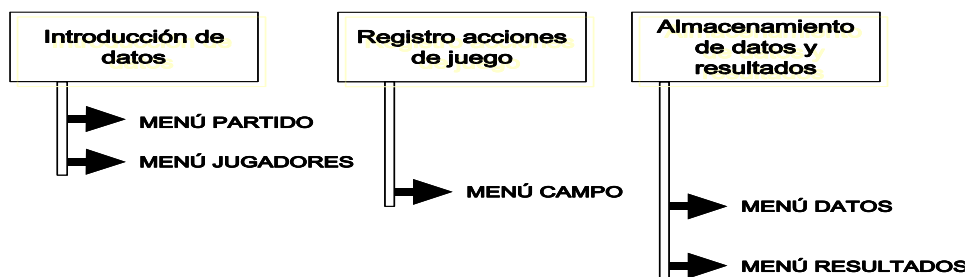 Introducción de
datos
MENÚ PARTIDO
MENÚ JUGADORES
Registro acciones
de juego
MENÚ CAMPO
Almacenamiento
de datos y
resultados
MENÚ DATOS
MENÚ RESULTADOS